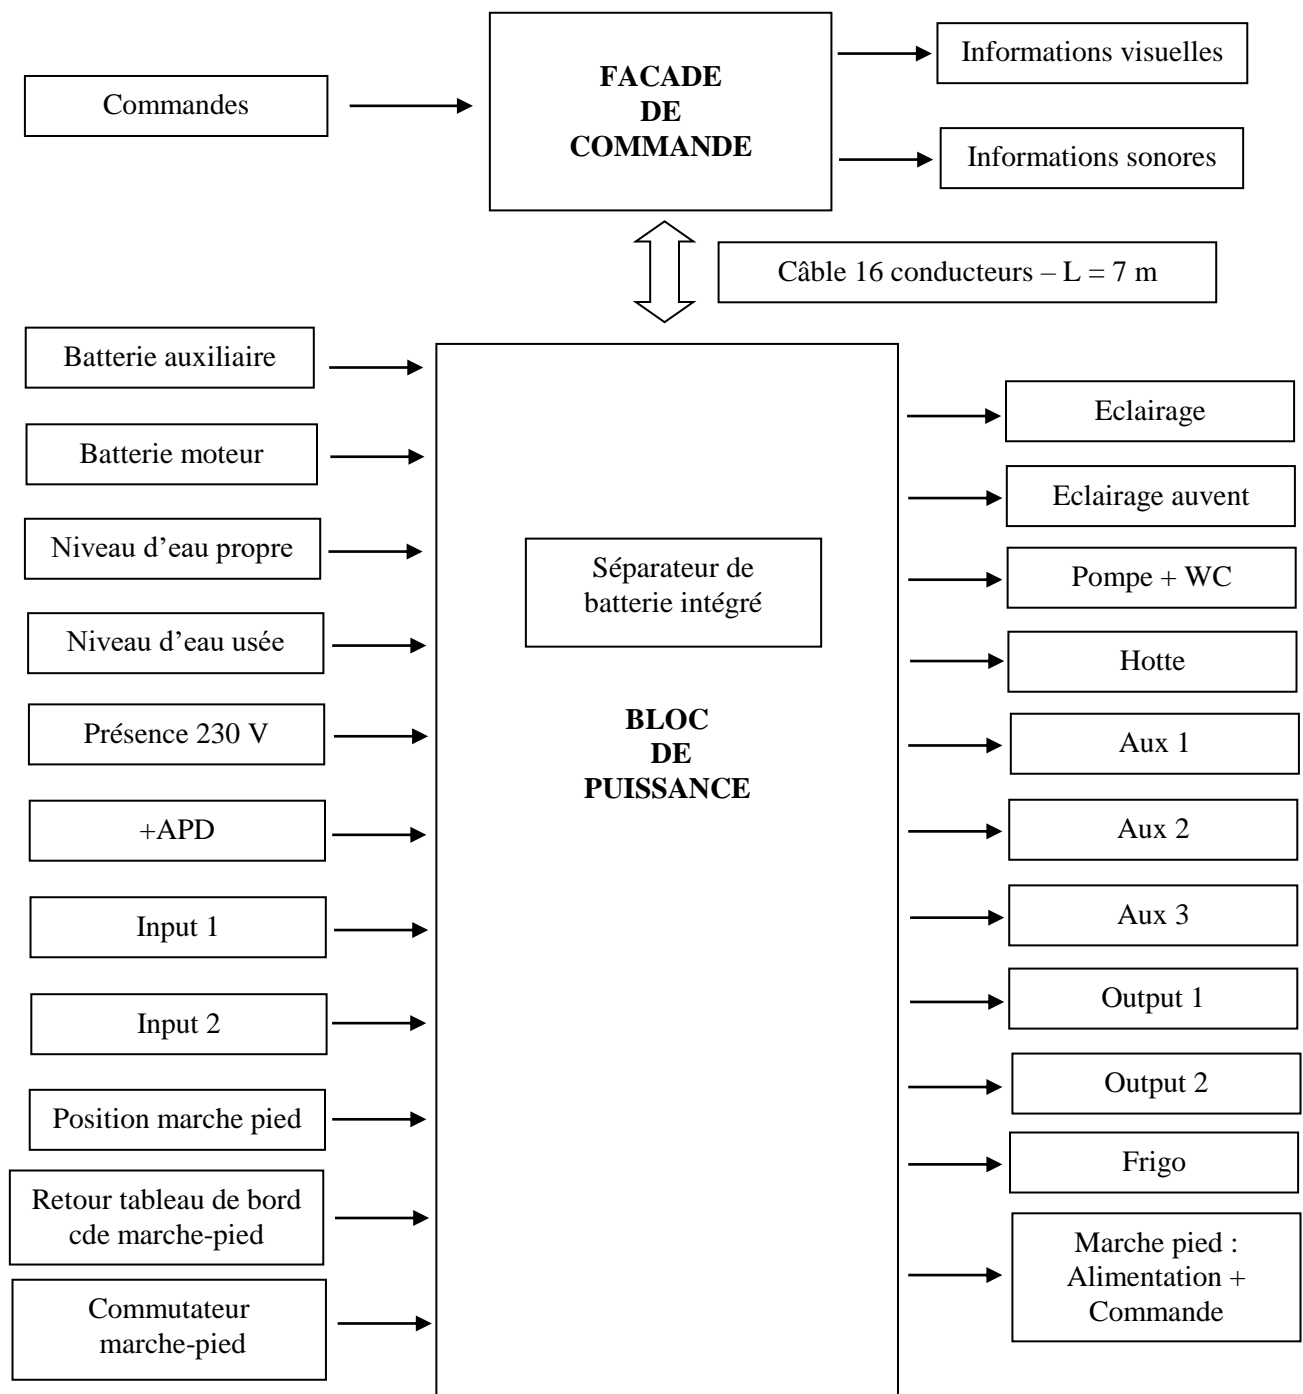 Commandes
FACADE
DE
COMMANDE
Informations visuelles
Informations sonores
Câble 16 conducteurs – L = 7 m
Batterie auxiliaire
Batterie moteur
Niveau d’eau propre
Niveau d’eau usée
Présence 230 V
+APD
Input 1
Input 2
Position marche pied
Retour tableau de bord
cde marche-pied
Commutateur
marche-pied
Séparateur de
batterie intégré
BLOC
DE
PUISSANCE
Eclairage
Eclairage auvent
Pompe + WC
Hotte
Aux 1
Aux 2
Aux 3
Output 1
Output 2
Frigo
Marche pied :
Alimentation +
Commande